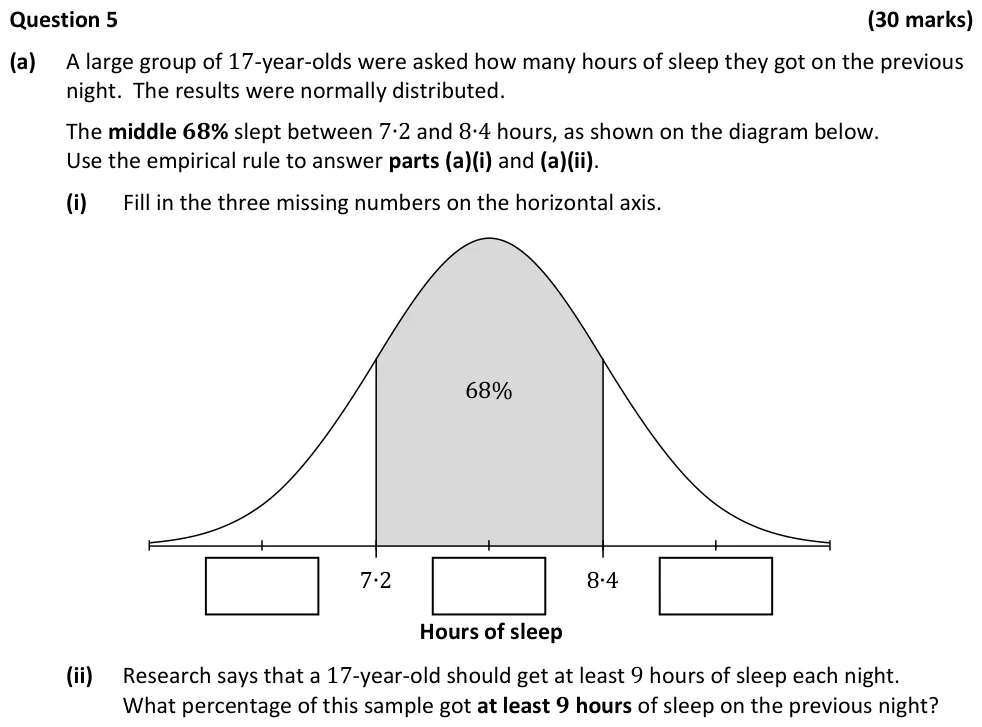 Question 5 (30 marks)
(a) A large group of 17-year-olds were asked how many hours of sleep they got on the previous
night. The results were normally distributed.
The middle 68% slept between 7·2 and 8·4 hours, as shown on the diagram below.
Use the empirical rule to answer parts (a)(i) and (a)(ii).
(i) Fill in the three missing numbers on the horizontal axis.
68%
7·2 8·4
Hours of sleep
(ii) Research says that a 17-year-old should get at least 9 hours of sleep each night.
What percentage of this sample got at least 9 hours of sleep on the previous night?